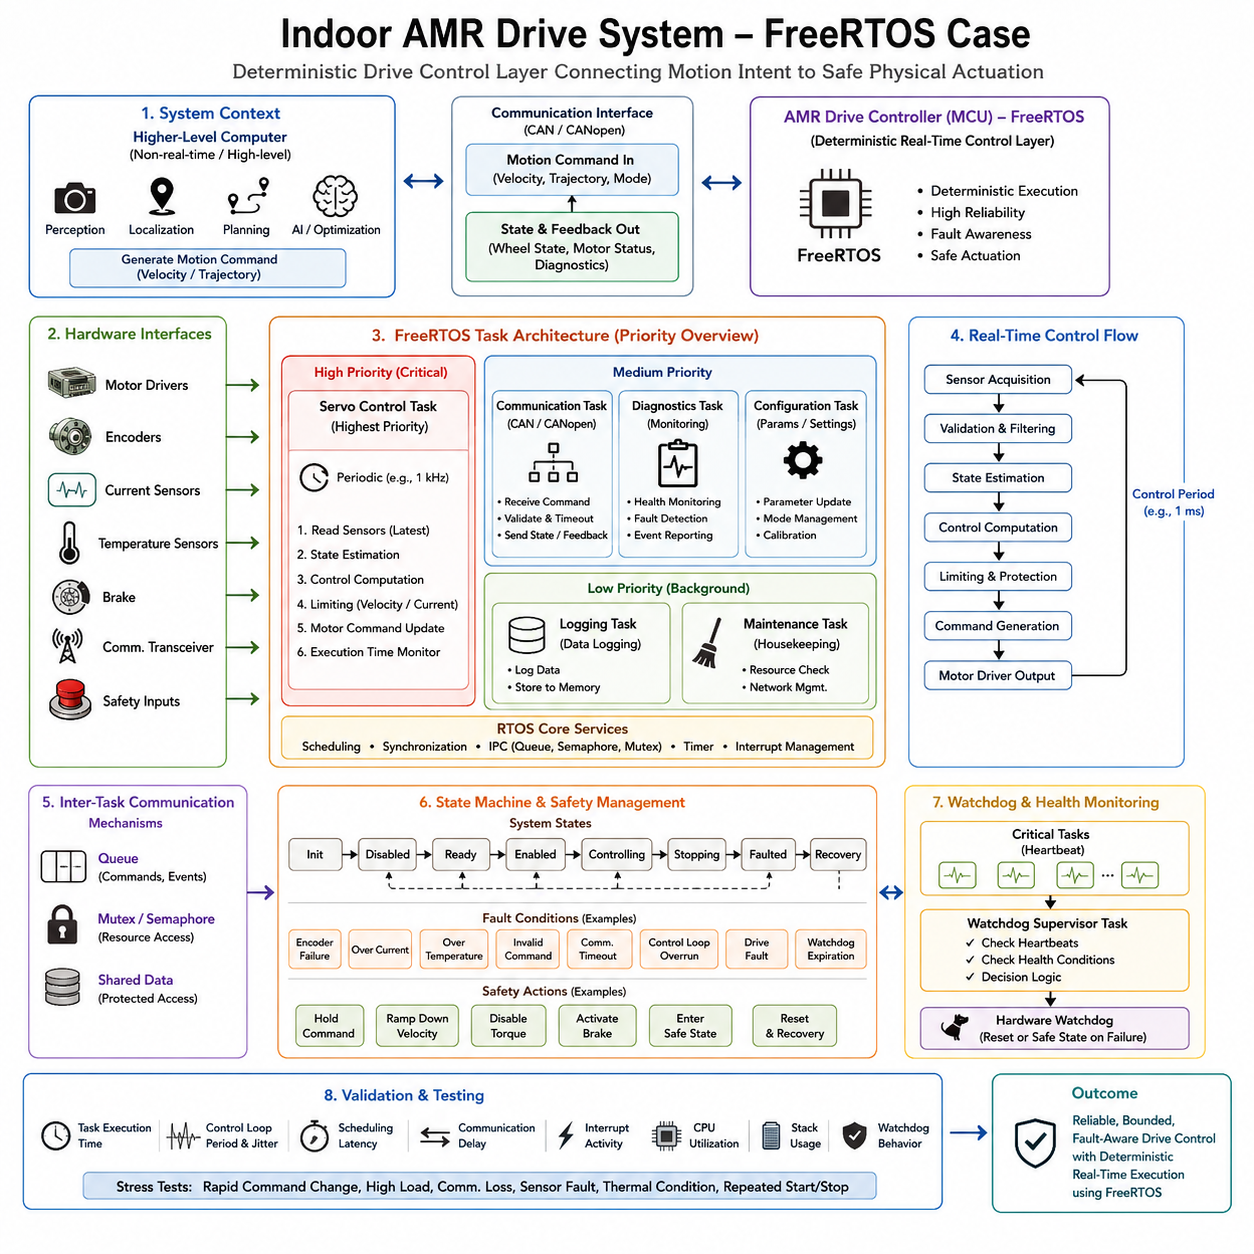 Indoor AMR Drive System – FreeRTOS Case
Deterministic Drive Control Layer Connecting Motion Intent to Safe Physical Actuation
1. System Context
Higher-Level Computer
(Non-real-time / High-level)
Perception
Localization
Planning
AI / Optimization
Generate Motion Command
(Velocity / Trajectory)
Communication Interface
(CAN / CANopen)
Motion Command In
(Velocity, Trajectory, Mode)
State & Feedback Out
(Wheel State, Motor Status,
Diagnostics)
AMR Drive Controller (MCU) – FreeRTOS
(Deterministic Real-Time Control Layer)
FreeRTOS
• Deterministic Execution
• High Reliability
• Fault Awareness
• Safe Actuation
2. Hardware Interfaces
Motor Drivers
Encoders
Current Sensors
Temperature Sensors
Brake
Comm. Transceiver
Safety Inputs
3. FreeRTOS Task Architecture (Priority Overview)
High Priority (Critical)
Servo Control Task
(Highest Priority)
Periodic (e.g., 1 kHz)
1. Read Sensors (Latest)
2. State Estimation
3. Control Computation
4. Limiting (Velocity / Current)
5. Motor Command Update
6. Execution Time Monitor
Medium Priority
Communication Task
(CAN / CANopen)
• Receive Command
• Validate & Timeout
• Send State / Feedback
Diagnostics Task
(Monitoring)
• Health Monitoring
• Fault Detection
• Event Reporting
Configuration Task
(Params / Settings)
• Parameter Update
• Mode Management
• Calibration
Low Priority (Background)
Logging Task
(Data Logging)
• Log Data
• Store to Memory
Maintenance Task
(Housekeeping)
• Resource Check
• Network Mgmt.
RTOS Core Services
Scheduling • Synchronization • IPC (Queue, Semaphore, Mutex) • Timer • Interrupt Management
4. Real-Time Control Flow
Sensor Acquisition
Validation & Filtering
State Estimation
Control Computation
Limiting & Protection
Command Generation
Motor Driver Output
Control Period
(e.g., 1 ms)
5. Inter-Task Communication
Mechanisms
Queue
(Commands, Events)
Mutex / Semaphore
(Resource Access)
Shared Data
(Protected Access)
6. State Machine & Safety Management
System States
Init
Disabled
Ready
Enabled
Controlling
Stopping
Faulted
Recovery
Fault Conditions (Examples)
Encoder
Failure
Over Current
Over
Temperature
Invalid
Command
Comm.
Timeout
Control Loop
Overrun
Drive
Fault
Watchdog
Expiration
Safety Actions (Examples)
Hold
Command
Ramp Down
Velocity
Disable
Torque
Activate
Brake
Enter
Safe State
Reset
& Recovery
7. Watchdog & Health Monitoring
Critical Tasks
(Heartbeat)
...
Watchdog Supervisor Task
✓ Check Heartbeats
✓ Check Health Conditions
✓ Decision Logic
Hardware Watchdog
(Reset or Safe State on Failure)
8. Validation & Testing
Task Execution
Time
Control Loop
Period & Jitter
Scheduling
Latency
Communication
Delay
Interrupt
Activity
CPU
Utilization
Stack
Usage
Watchdog
Behavior
Stress Tests: Rapid Command Change, High Load, Comm. Loss, Sensor Fault, Thermal Condition, Repeated Start/Stop
Outcome
Reliable, Bounded,
Fault-Aware Drive Control
with Deterministic
Real-Time Execution
using FreeRTOS